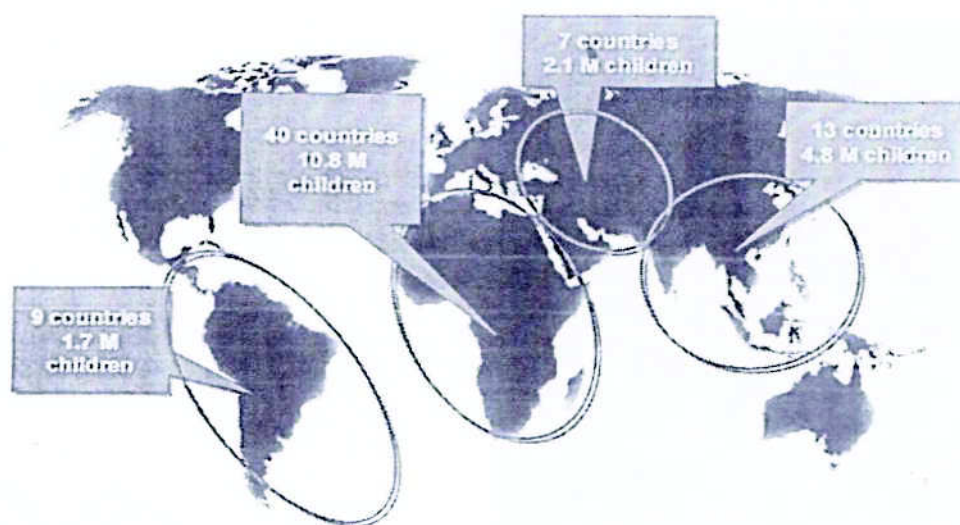 7 countries
2.1 M children
40 countries
10.8 M
children
13 countries
4.8 M children
9 countries
1.7 M
children